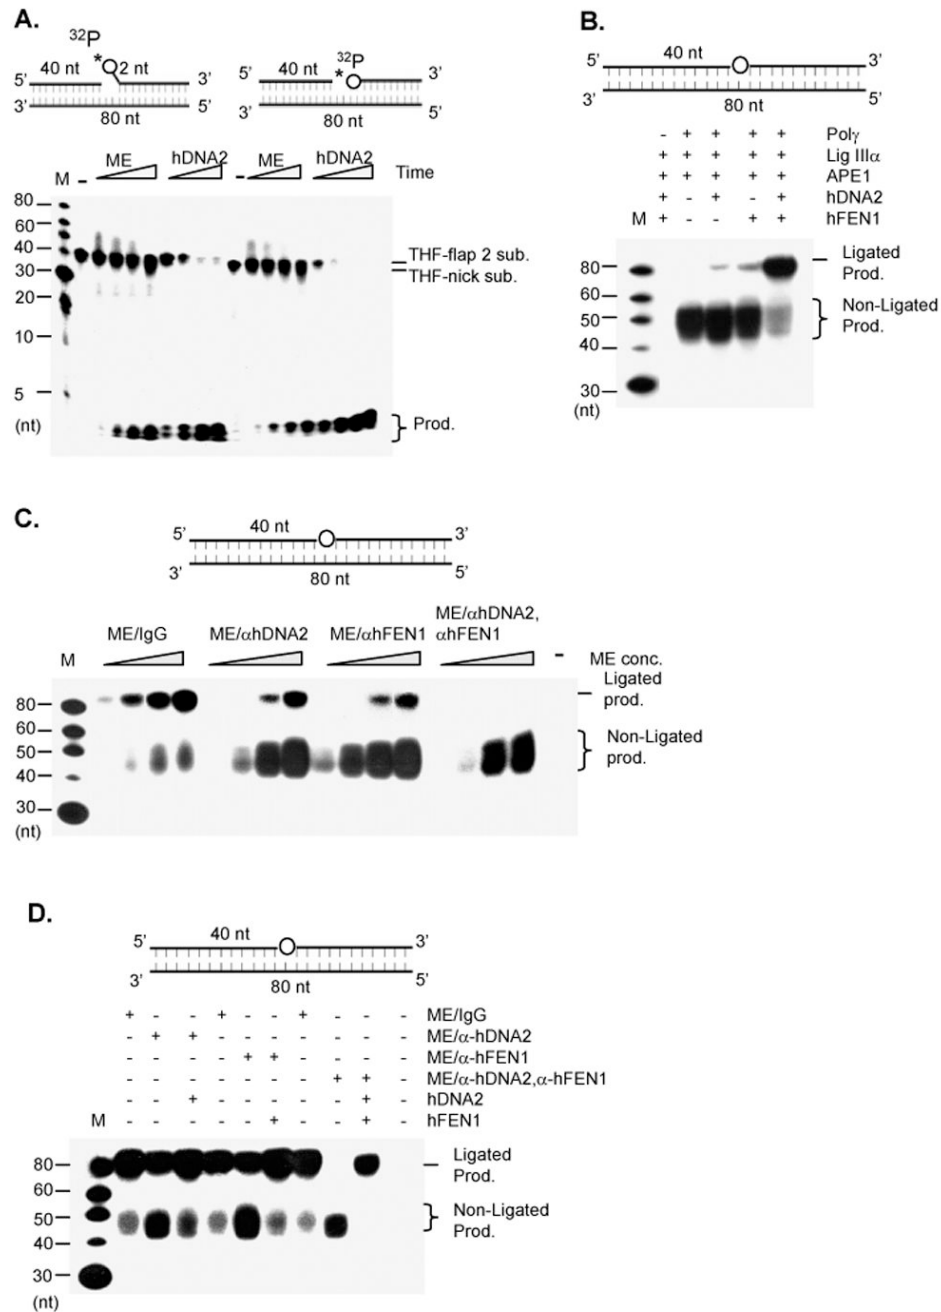 A.
32P
*
40 nt
2 nt
5'
3'
3'
5'
80 nt
32P
40 nt
*
5'
3'
3'
5'
80 nt
ME
hDNA2
ME
hDNA2
Time
M
-
-
80
60
40
30
20
10
5
(nt)
THF-flap 2 sub.
THF-nick sub.
Prod.
B.
40 nt
5'
3'
3'
5'
80 nt
- + + + + Polγ
+ + + + + Lig IIIα
+ + + + + APE1
+ - + - + hDNA2
M + - - + + hFEN1
80
60
50
40
30
(nt)
Ligated
Prod.
Non-Ligated
Prod.
C.
40 nt
5'
3'
3'
5'
80 nt
ME/IgG
ME/αhDNA2
ME/αhFEN1
ME/αhDNA2,
αhFEN1
M
-
ME conc.
80
60
50
40
30
(nt)
Ligated
prod.
Non-Ligated
prod.
D.
40 nt
5'
3'
3'
5'
80 nt
+ - - + - - + - - - ME/IgG
- + + - - - - - - - ME/α-hDNA2
- - - - + + - - - - ME/α-hFEN1
- - - - - - - + + - ME/α-hDNA2,α-hFEN1
- - + - - - - - + - hDNA2
M - - - - - + - - + - hFEN1
80
60
50
40
30
(nt)
Ligated
Prod.
Non-Ligated
Prod.